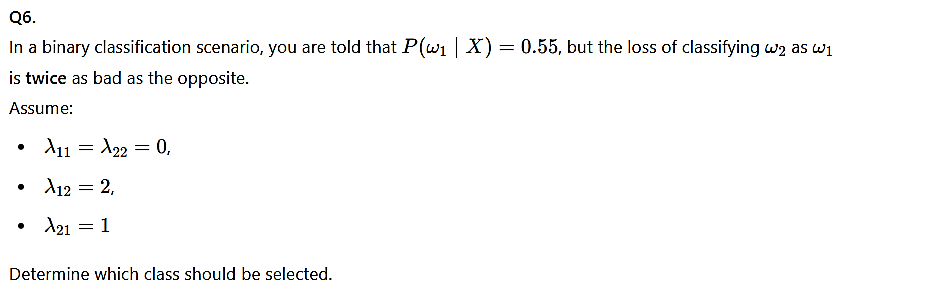 Q6.
In a binary classification scenario, you are told that P(ω₁ | X) = 0.55, but the loss of classifying ω₂ as ω₁
is twice as bad as the opposite.
Assume:
• λ₁₁ = λ₂₂ = 0,
• λ₁₂ = 2,
• λ₂₁ = 1
Determine which class should be selected.